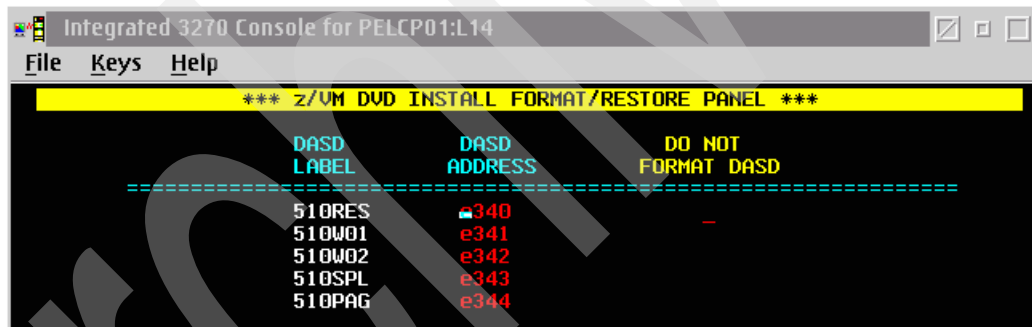 Integrated 3270 Console for PELCP01:L14
File Keys Help
*** z/VM DVD INSTALL FORMAT/RESTORE PANEL ***
DASD DASD DO NOT
LABEL ADDRESS FORMAT DASD
=================================================================
510RES e340 _
510W01 e341
510W02 e342
510SPL e343
510PAG e344